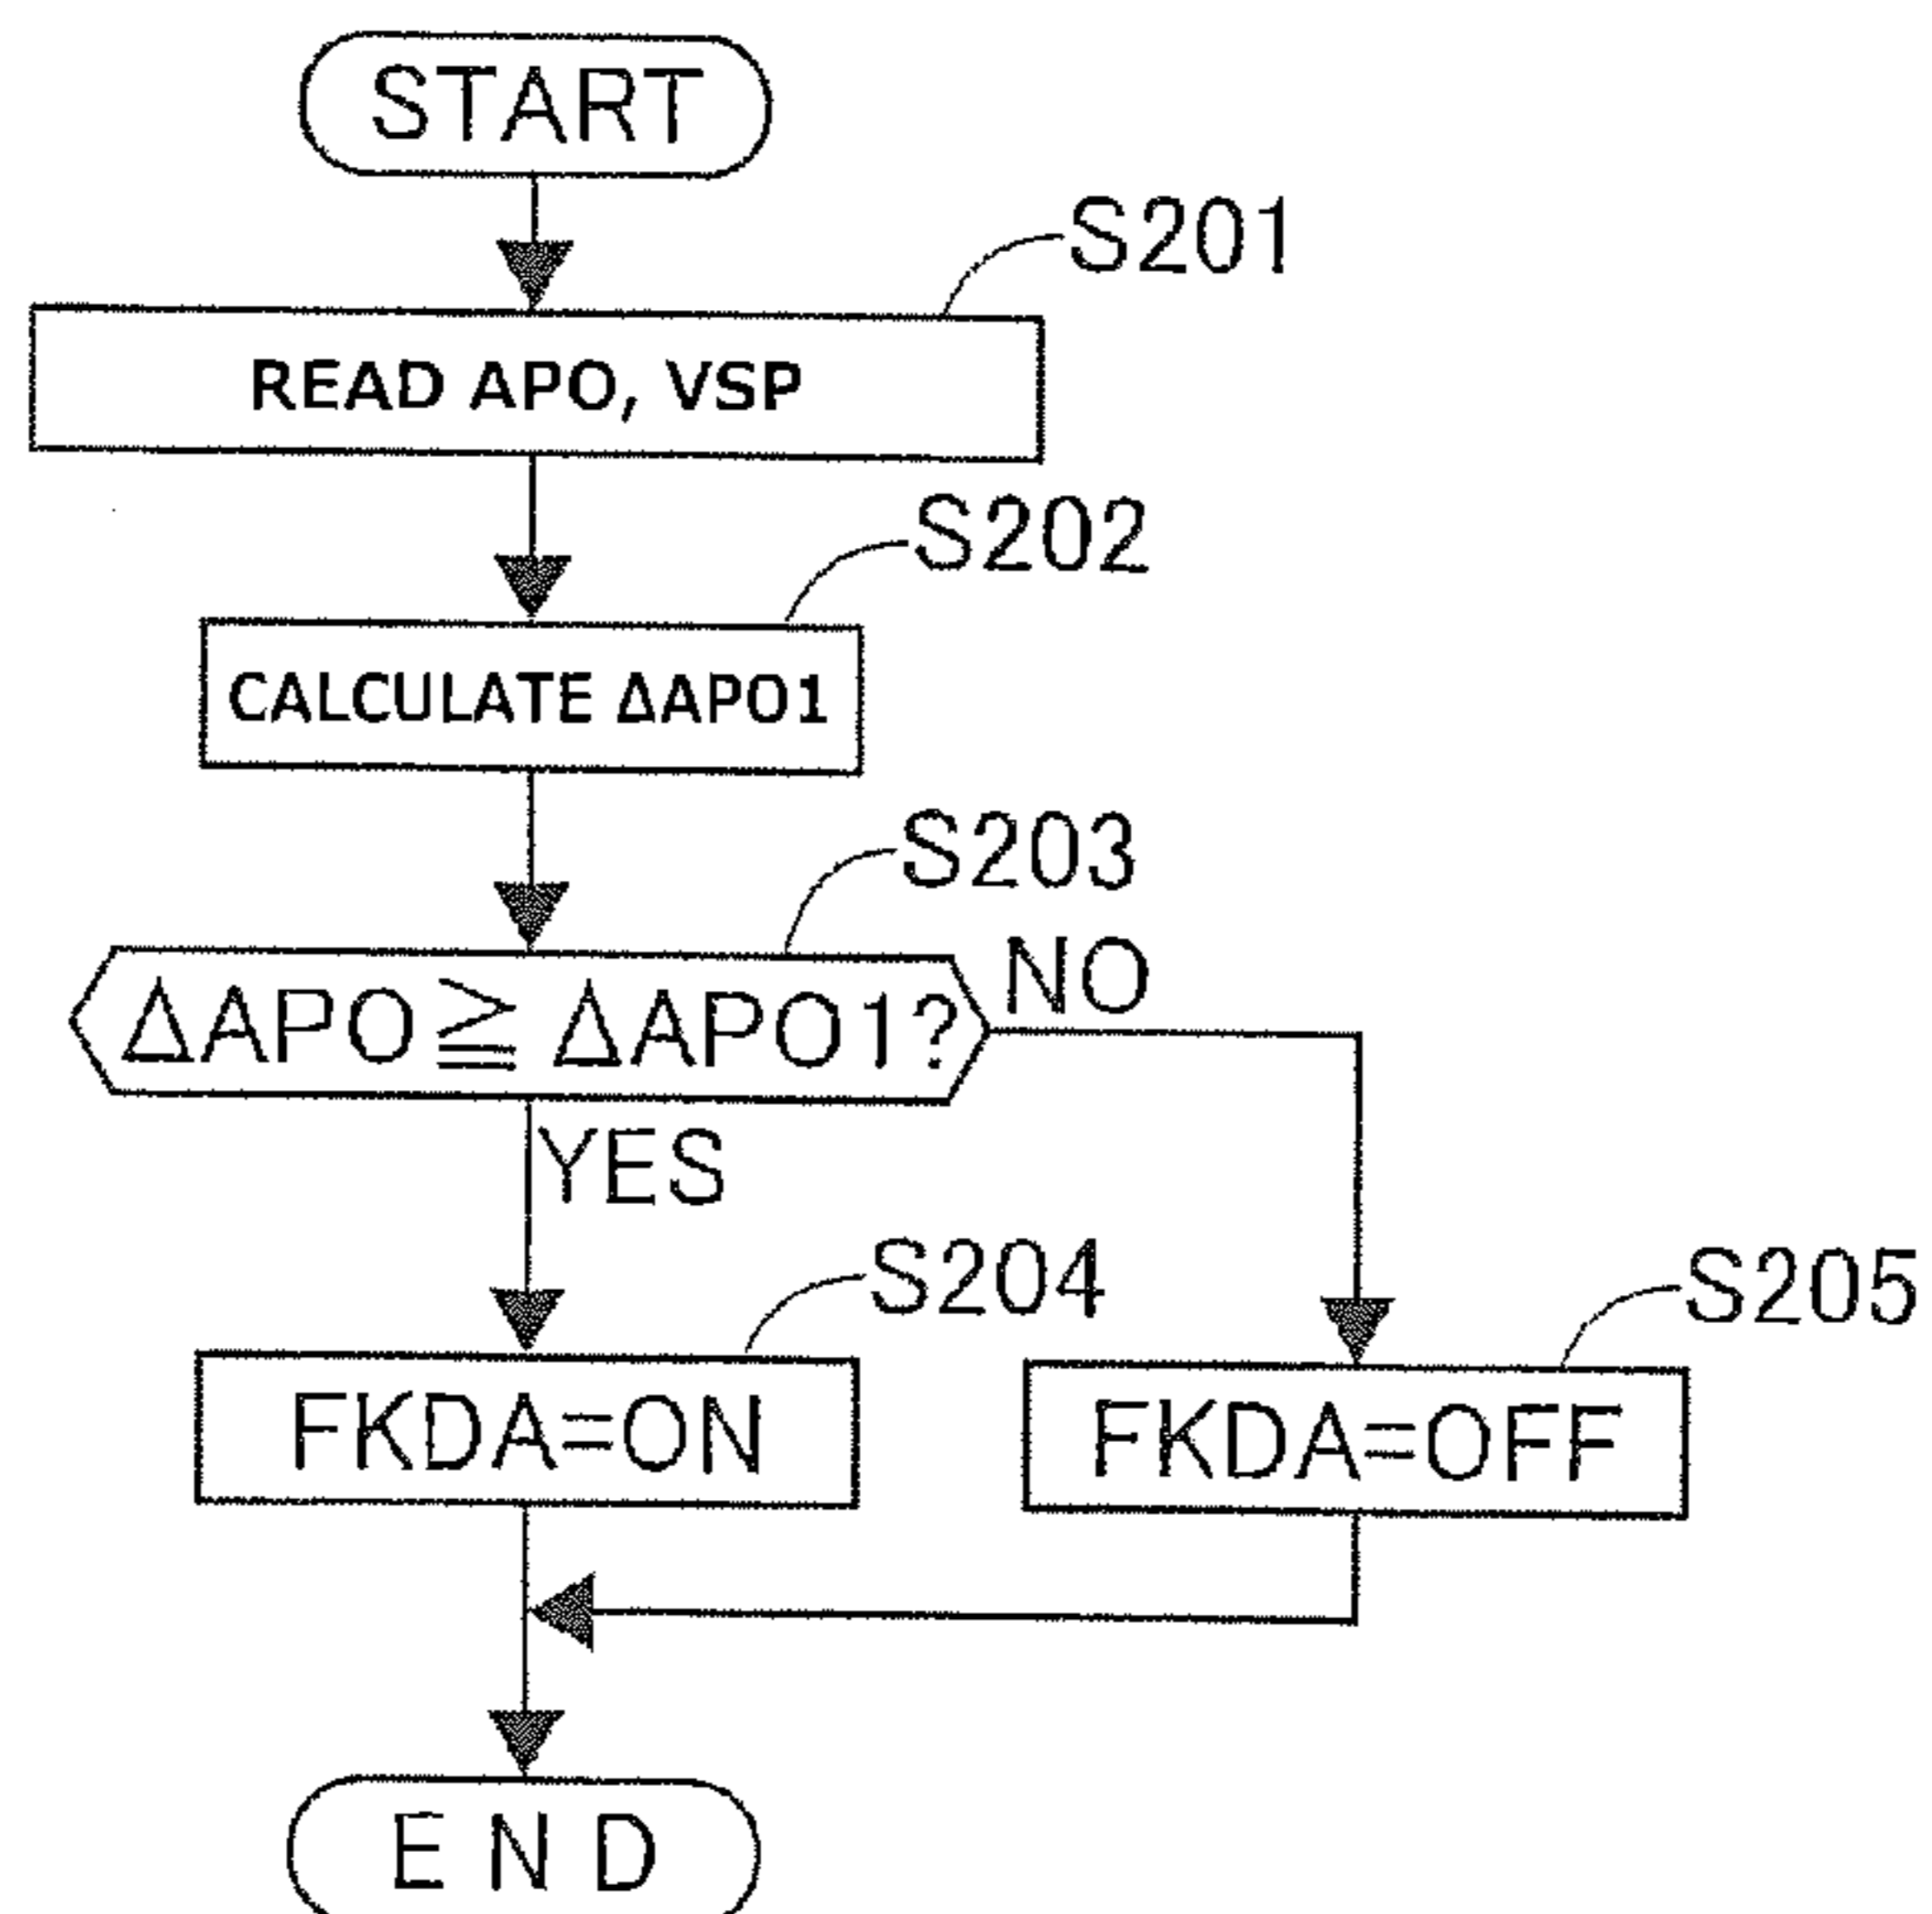 START
S201
READ APO, VSP
S202
CALCULATE ΔAPO1
S203
ΔAPO≧ΔAPO1?
NO
YES
S204
S205
FKDA=ON
FKDA=OFF
END